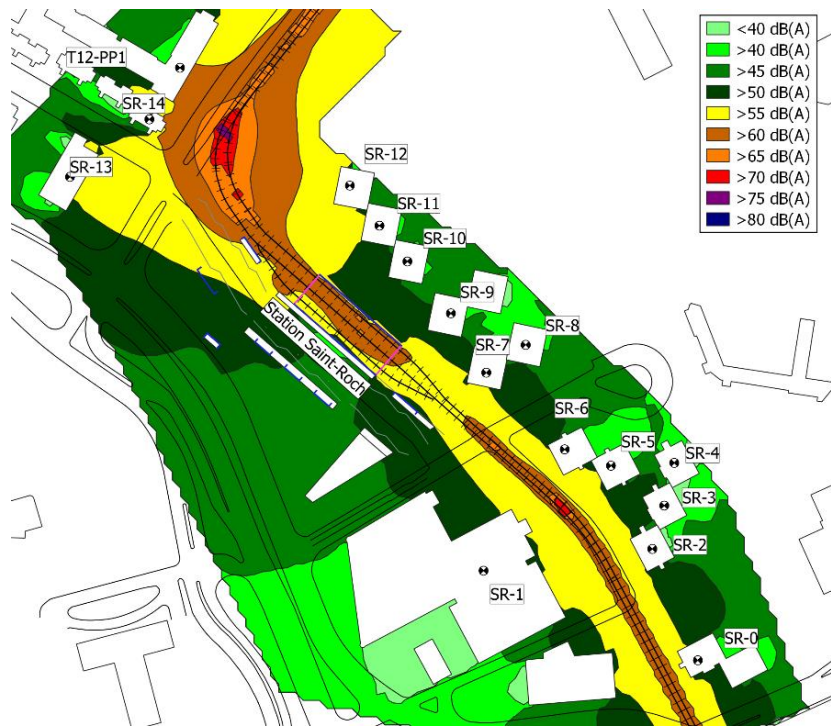 <40 dB(A)
>40 dB(A)
>45 dB(A)
>50 dB(A)
>55 dB(A)
>60 dB(A)
>65 dB(A)
>70 dB(A)
>75 dB(A)
>80 dB(A)
T12-PP1
SR-14
SR-13
SR-12
SR-11
SR-10
SR-9
SR-8
SR-7
Station Saint-Roch
SR-6
SR-5
SR-4
SR-3
SR-2
SR-1
SR-0